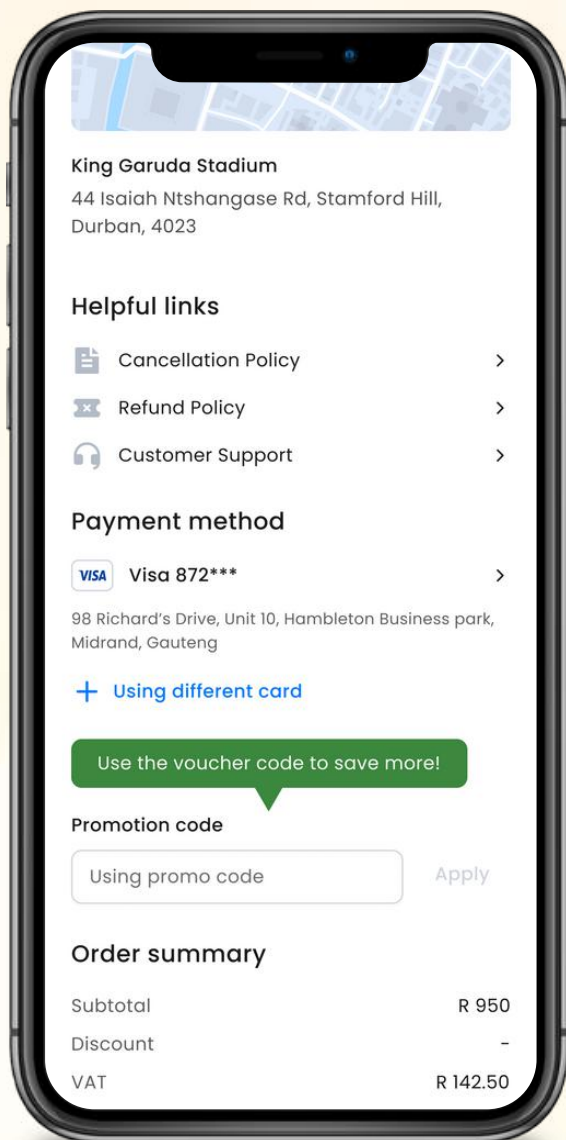 King Garuda Stadium
44 Isaiah Ntshangase Rd, Stamford Hill,
Durban, 4023
Helpful links
Cancellation Policy
Refund Policy
Customer Support
Payment method
VISA Visa 872***
98 Richard’s Drive, Unit 10, Hambleton Business park,
Midrand, Gauteng
+ Using different card
Use the voucher code to save more!
Promotion code
Using promo code Apply
Order summary
Subtotal R 950
Discount -
VAT R 142.50